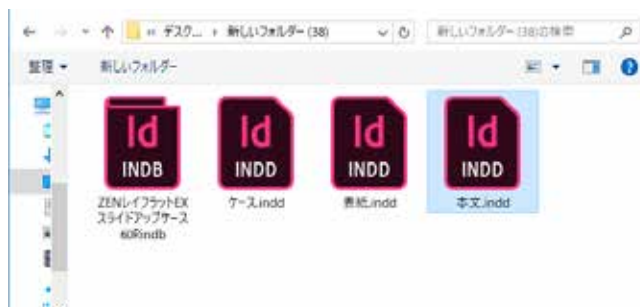 デスク... › 新しいフォルダー (38)
新しいフォルダー (38)の検索
整理
新しいフォルダー
Id
INDB
Id
INDD
Id
INDD
Id
INDD
ZENレイフラットEX
スライドアップケース
60Rindb
ケース.indd
表紙.indd
本文.indd